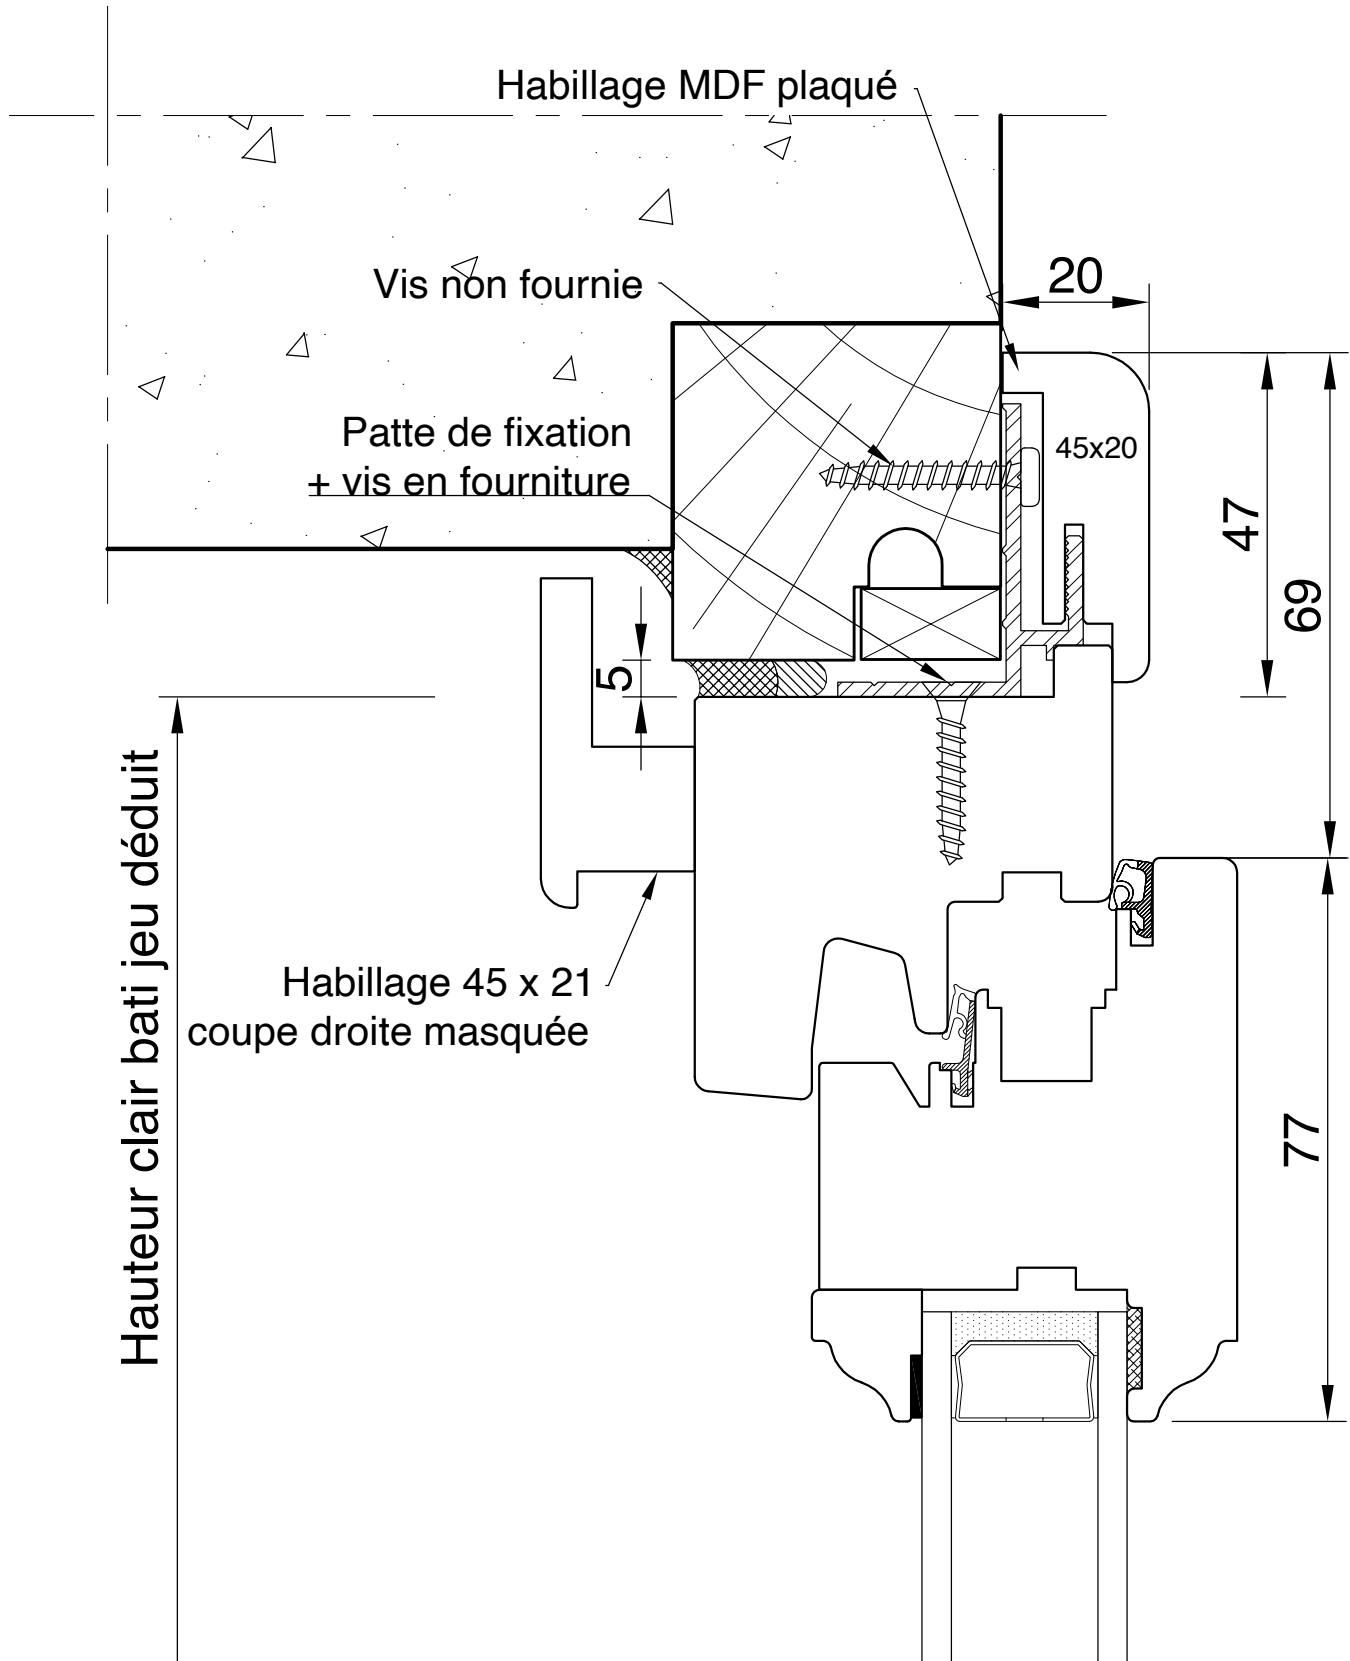 Habillage MDF plaqué
20
Vis non fournie
Patte de fixation
+ vis en fourniture
45x20
47
69
5
Hauteur clair bati jeu déduit
Habillage 45 x 21
coupe droite masquée
77